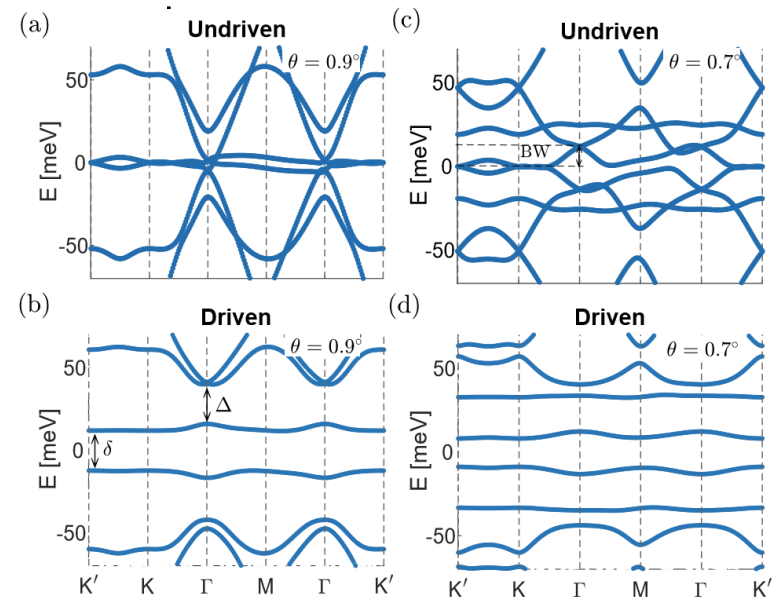 (a)
Undriven
θ = 0.9°
E [meV]
50
0
-50
(c)
Undriven
θ = 0.7°
E [meV]
50
0
-50
BW
(b)
Driven
θ = 0.9°
E [meV]
50
0
-50
Δ
δ
K′ K Γ M Γ K′
(d)
Driven
θ = 0.7°
E [meV]
50
0
-50
K′ K Γ M Γ K′